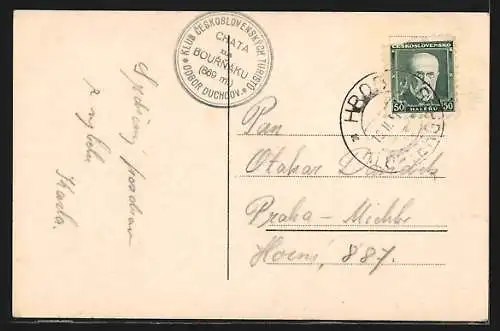 KLUB ČESKOSLOVENSKÝCH TURISTŮ
CHATA
na
BOUŘŇÁKU
(869 m)
ODBOR DUCHCOV.
ČESKOSLOVENSKO
50 50
HALÉŘŮ
Srdečný pozdrav
z výletu
Karla.
Pan
Otakar
Praha - Michle
Horní, 887.